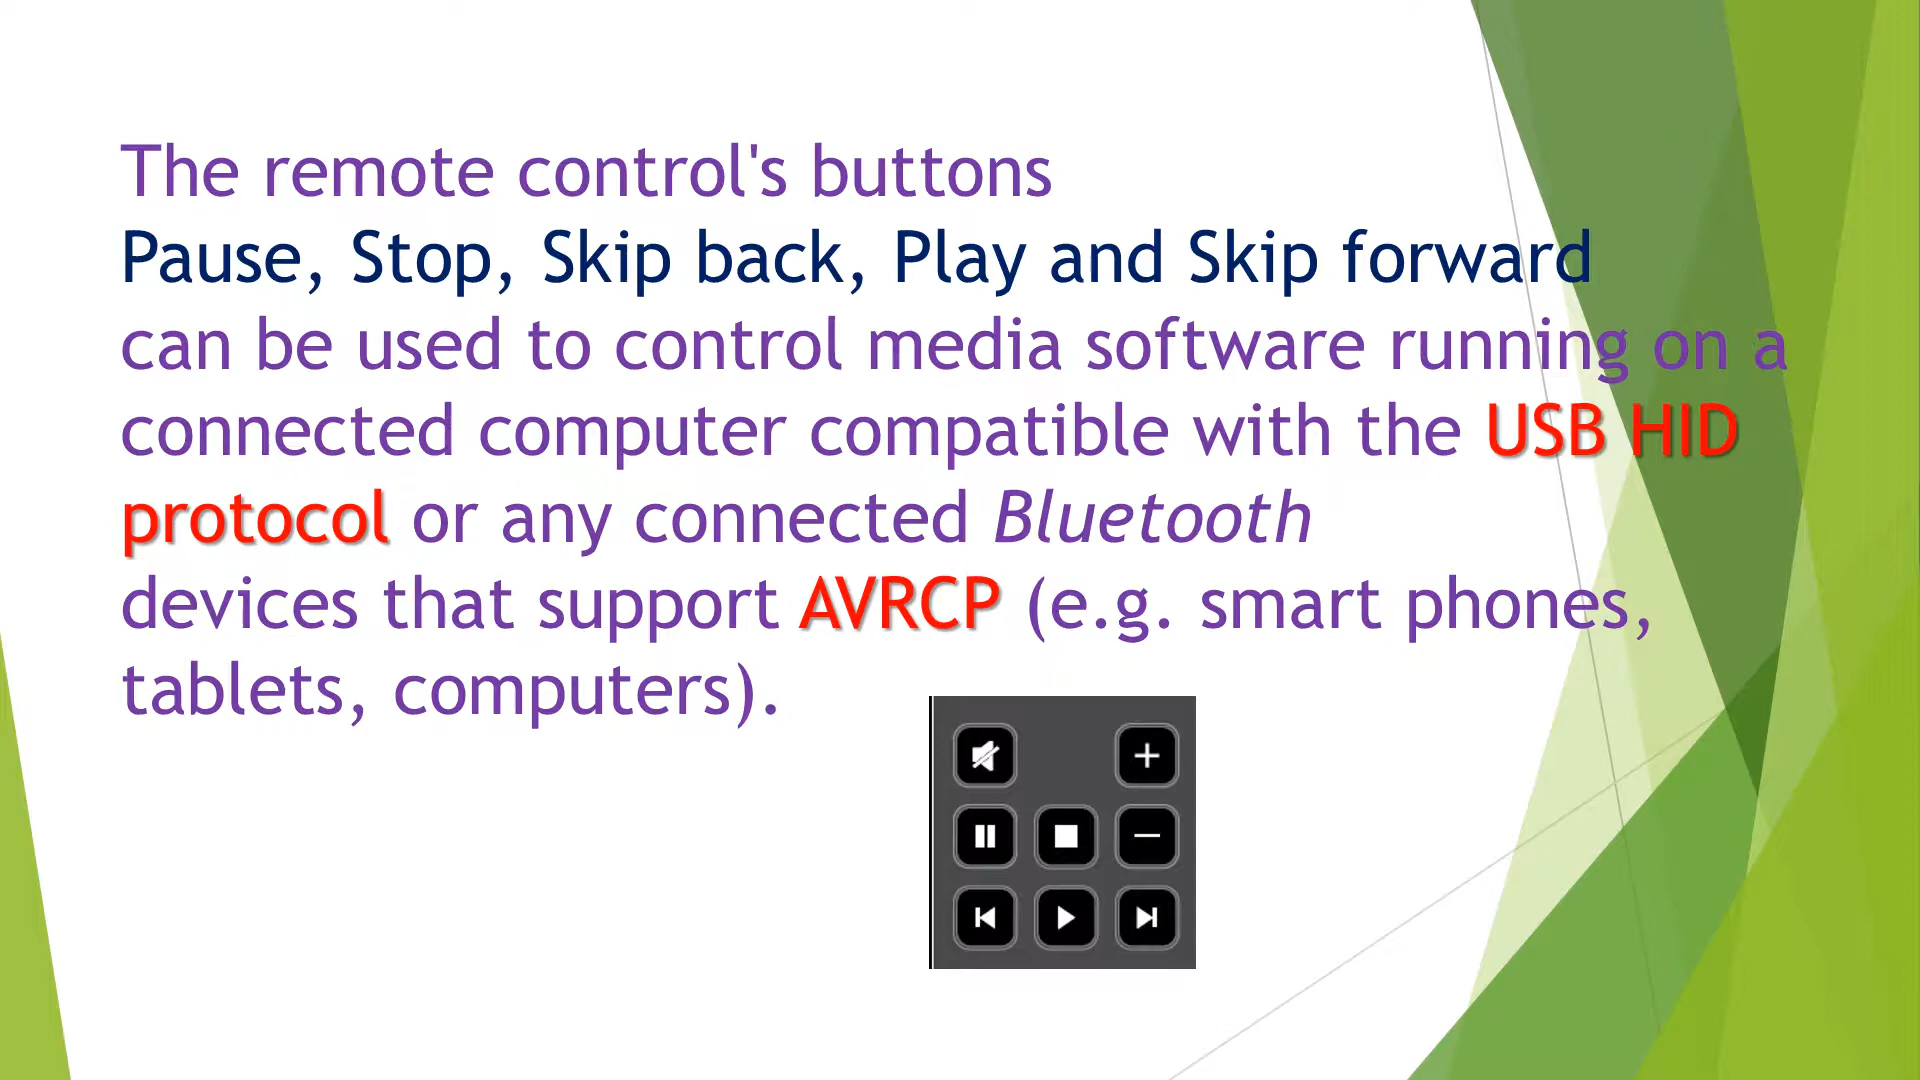 The remote control's buttons
Pause, Stop, Skip back, Play and Skip forward
can be used to control media software running on a
connected computer compatible with the USB HID
protocol or any connected Bluetooth
devices that support AVRCP (e.g. smart phones,
tablets, computers).